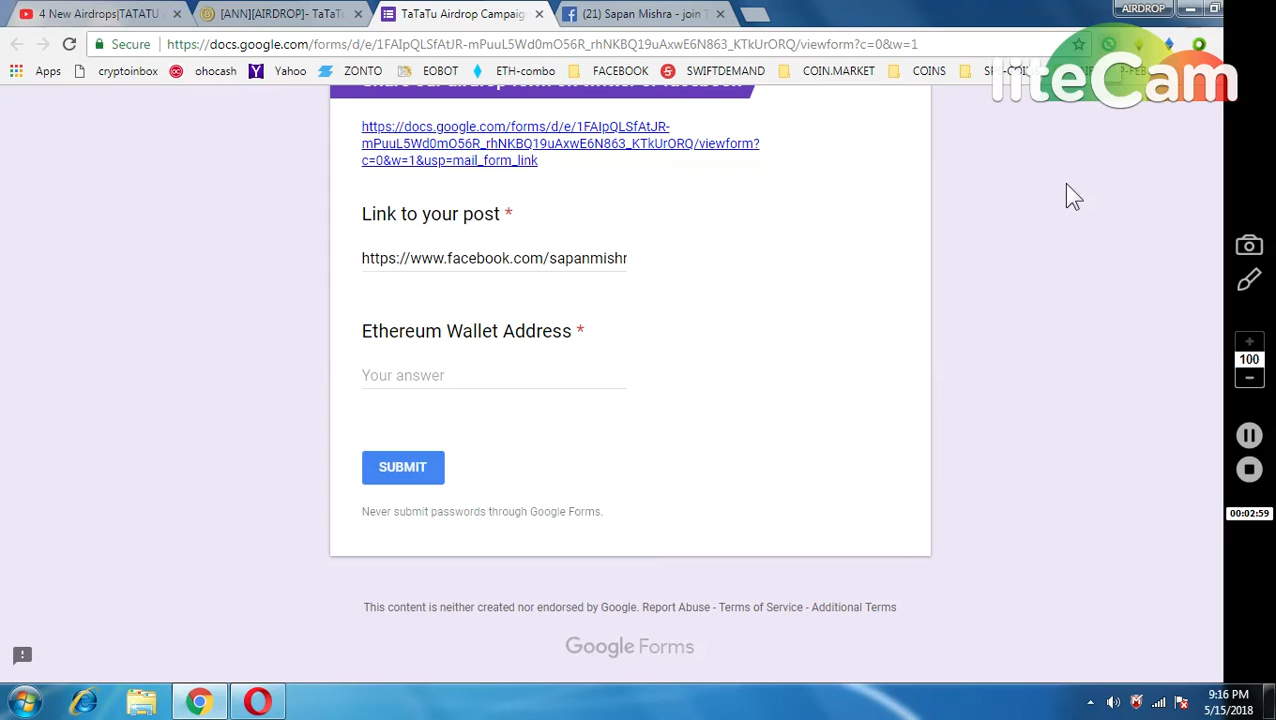 4 New Airdrop|TATATU a
[ANN][AIRDROP]- TaTaTu
TaTaTu Airdrop Campaig
(21) Sapan Mishra - join T
AIRDROP
Secure
https://docs.google.com/forms/d/e/1FAIpQLSfAtJR-mPuuL5Wd0mO56R_rhNKBQ19uAxwE6N863_KTkUrORQ/viewform?c=0&w=1
Apps
cryptoinbox
ohocash
Yahoo
ETH-combo
FACEBOOK
SWIFTDEMAND
COIN.MARKET
COINS
liteCam
https://docs.google.com/forms/d/e/1FAIpQLSfAtJR-
mPuuL5Wd0mO56R_rhNKBQ19uAxwE6N863_KTkUrORQ/viewform?
c=0&w=1&usp=mail_form_link
Link to your post *
https://www.facebook.com/sapanmishr
Ethereum Wallet Address *
Your answer
SUBMIT
Never submit passwords through Google Forms.
This content is neither created nor endorsed by Google. Report Abuse - Terms of Service - Additional Terms
Google Forms
100
00:02:59
9:16 PM
5/15/2018